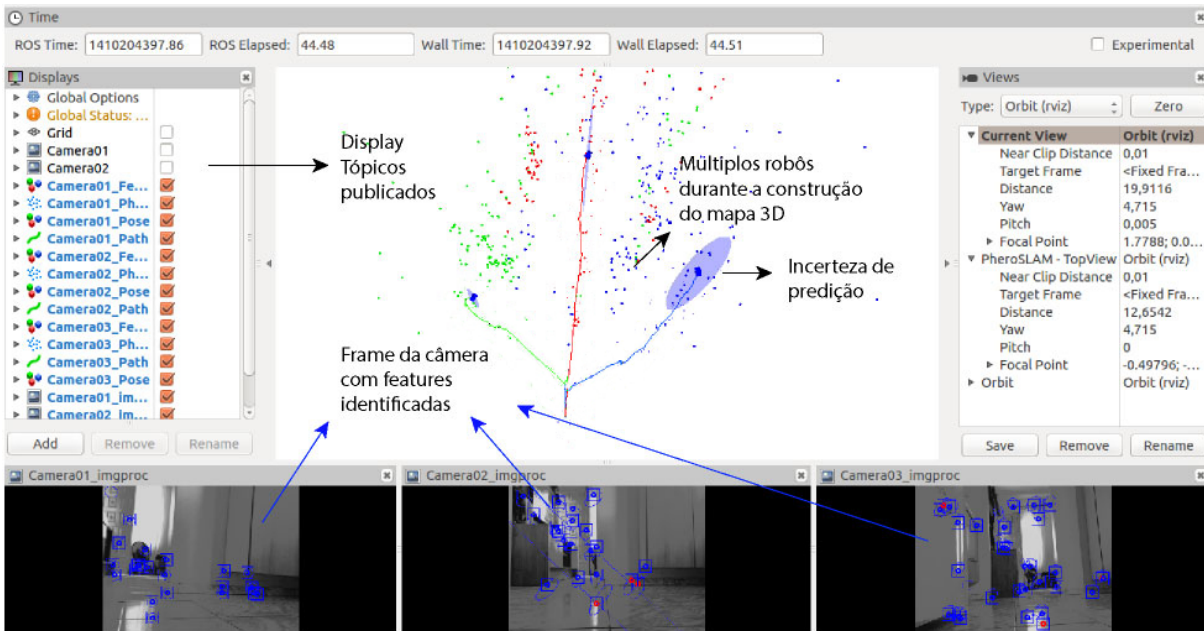 Time
ROS Time: 1410204397.86 ROS Elapsed: 44.48 Wall Time: 1410204397.92 Wall Elapsed: 44.51 Experimental
Displays
Global Options
Global Status: ...
Grid
Camera01
Camera02
Camera01_Fe...
Camera01_Ph...
Camera01_Pose
Camera01_Path
Camera02_Fe...
Camera02_Ph...
Camera02_Pose
Camera02_Path
Camera03_Fe...
Camera03_Ph...
Camera03_Path
Camera03_Pose
Camera01_im...
Camera02_im...
Add Remove Rename
Display
Tópicos
publicados
Múltiplos robôs
durante a construção
do mapa 3D
Incerteza de
predição
Frame da câmera
com features
identificadas
Views
Type: Orbit (rviz) Zero
Current View Orbit (rviz)
Near Clip Distance 0,01
Target Frame <Fixed Fra...
Distance 19,9116
Yaw 4,715
Pitch 0,005
Focal Point 1.7788; 0.0...
PheroSLAM - TopView Orbit (rviz)
Near Clip Distance 0,01
Target Frame <Fixed Fra...
Distance 12,6542
Yaw 4,715
Pitch 0
Focal Point -0.49796; -...
Orbit Orbit (rviz)
Save Remove Rename
Camera01_imgproc
Camera02_imgproc
Camera03_imgproc